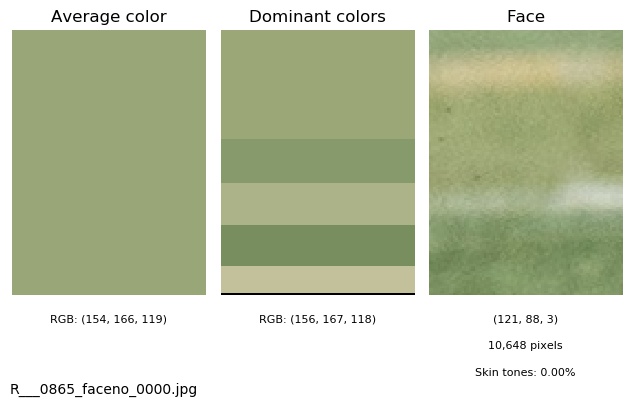 Average color
Dominant colors
Face
RGB: (154, 166, 119)
RGB: (156, 167, 118)
(121, 88, 3)
10,648 pixels
Skin tones: 0.00%
R___0865_faceno_0000.jpg